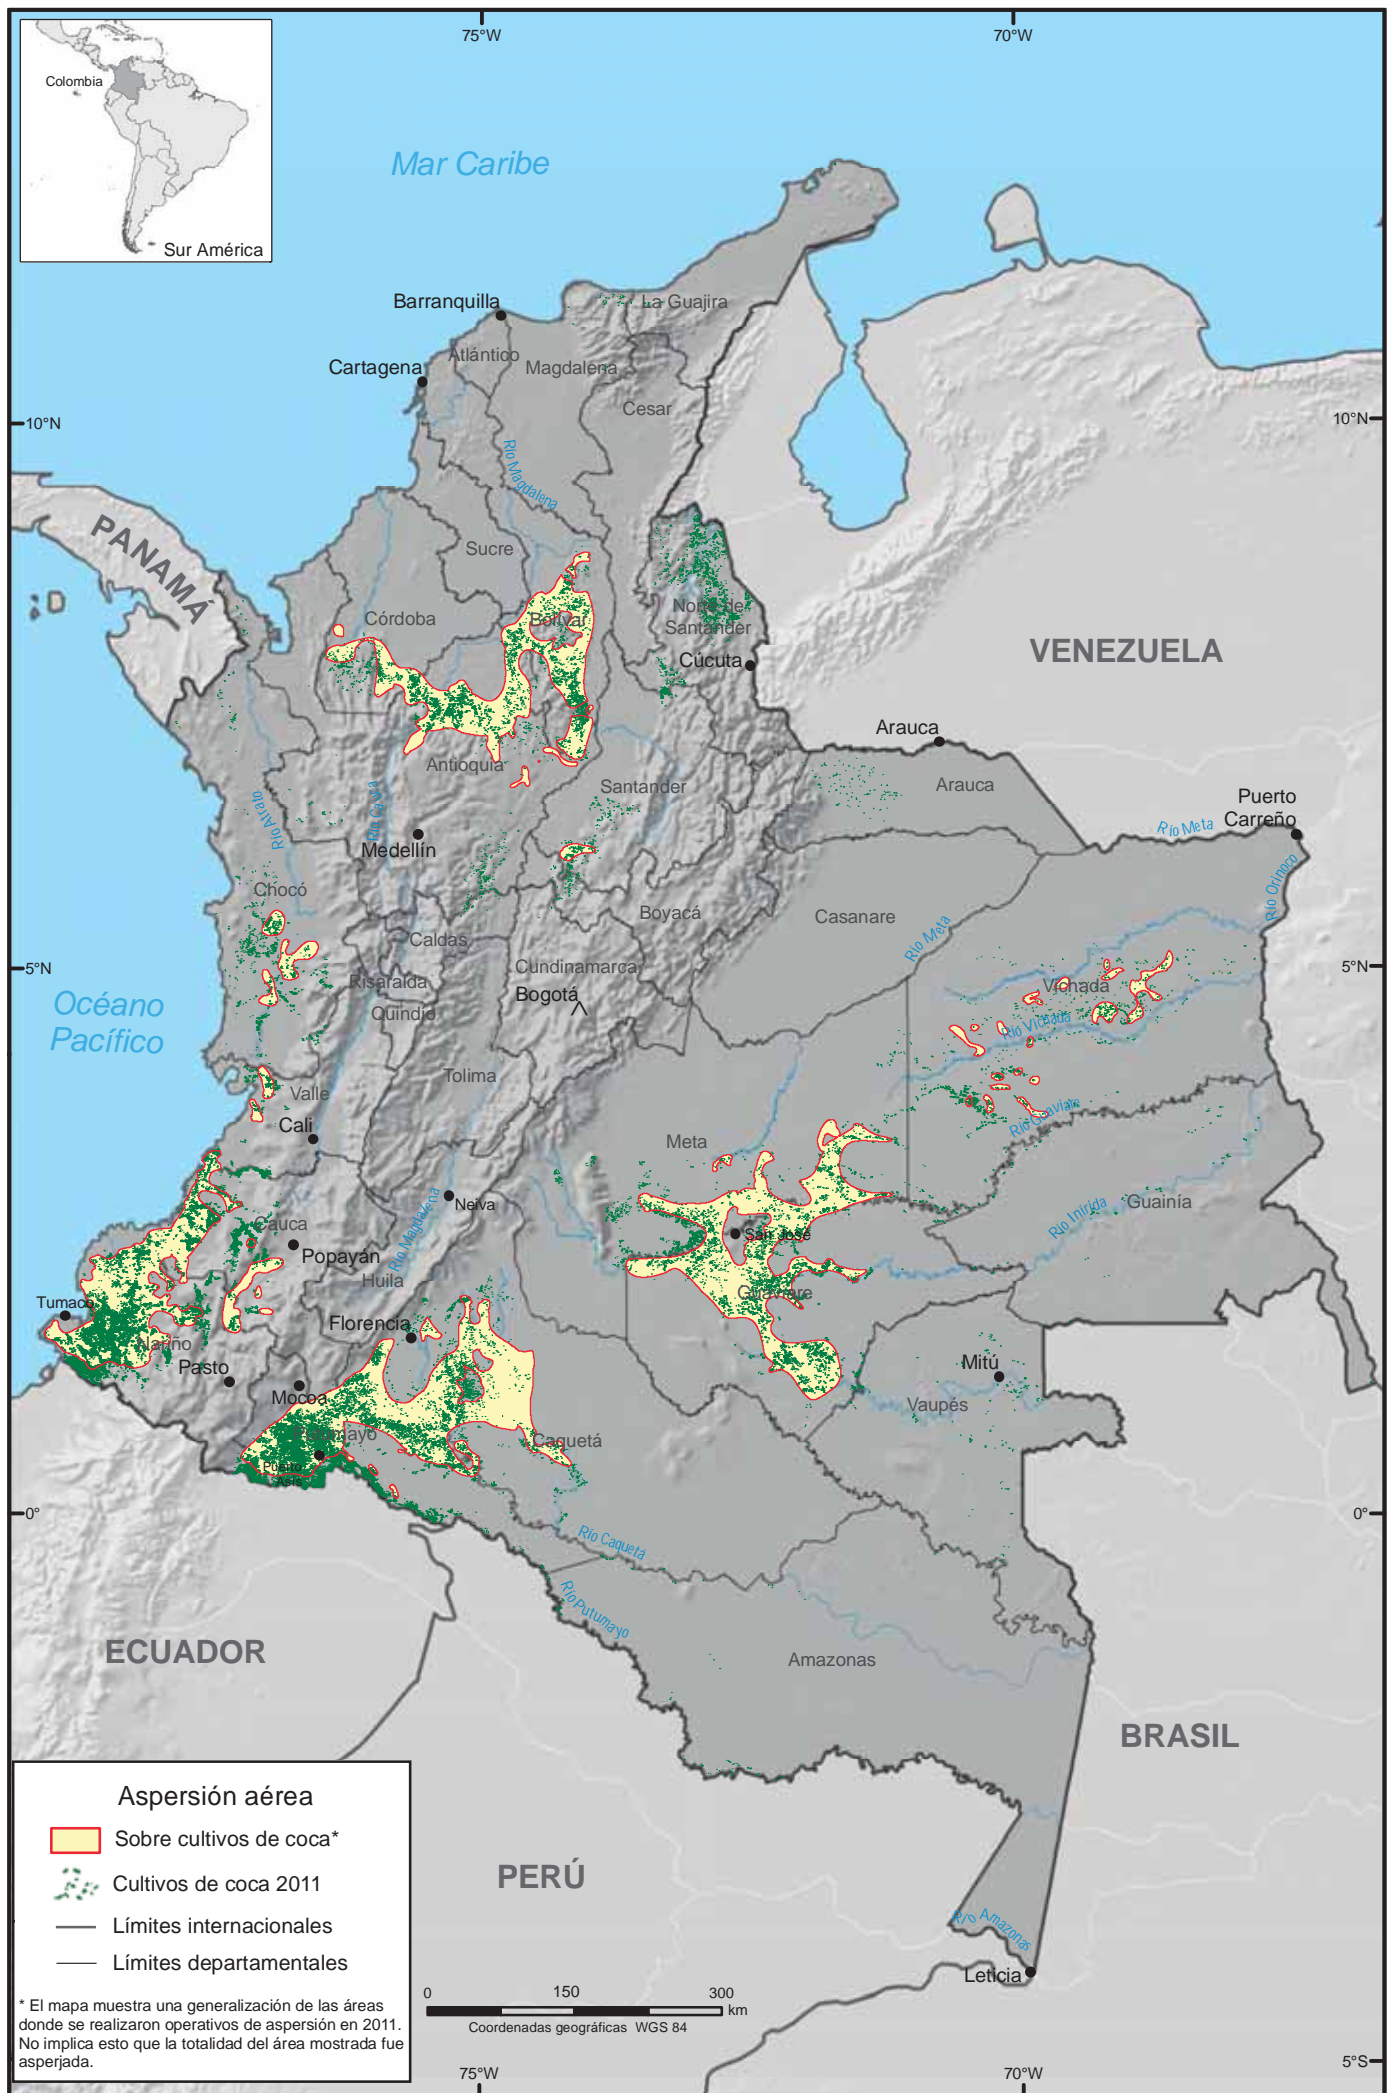 75°W
70°W
Colombia
Sur América
Mar Caribe
La Guajira
Barranquilla
Atlántico
Magdalena
Cartagena
Cesar
10°N
10°N
Río Magdalena
PANAMÁ
Sucre
Córdoba
Bolívar
Norte de
Santander
Cúcuta
VENEZUELA
Arauca
Antioquia
Santander
Arauca
Puerto
Carreño
Río Atrato
Río Cauca
Río Meta
Medellín
Río Orinoco
Chocó
Boyacá
Casanare
Caldas
Río Meta
5°N
5°N
Risaralda
Cundinamarca
Vichada
Océano
Pacífico
Bogotá
Quindío
Río Vichada
Tolima
Valle
Río Guaviare
Cali
Meta
Neiva
Guainía
Río Inírida
Cauca
Río Magdalena
San José
Popayán
Huila
Guaviare
Tumaco
Florencia
Nariño
Pasto
Mitú
Mocoa
Vaupés
Putumayo
Caquetá
Puerto
Asís
0°
0°
Río Caquetá
Río Putumayo
ECUADOR
Amazonas
BRASIL
PERÚ
Río Amazonas
Leticia
Aspersión aérea
Sobre cultivos de coca*
Cultivos de coca 2011
Límites internacionales
Límites departamentales
* El mapa muestra una generalización de las áreas
donde se realizaron operativos de aspersión en 2011.
No implica esto que la totalidad del área mostrada fue
asperjada.
0 150 300
km
Coordenadas geográficas WGS 84
5°S
75°W
70°W